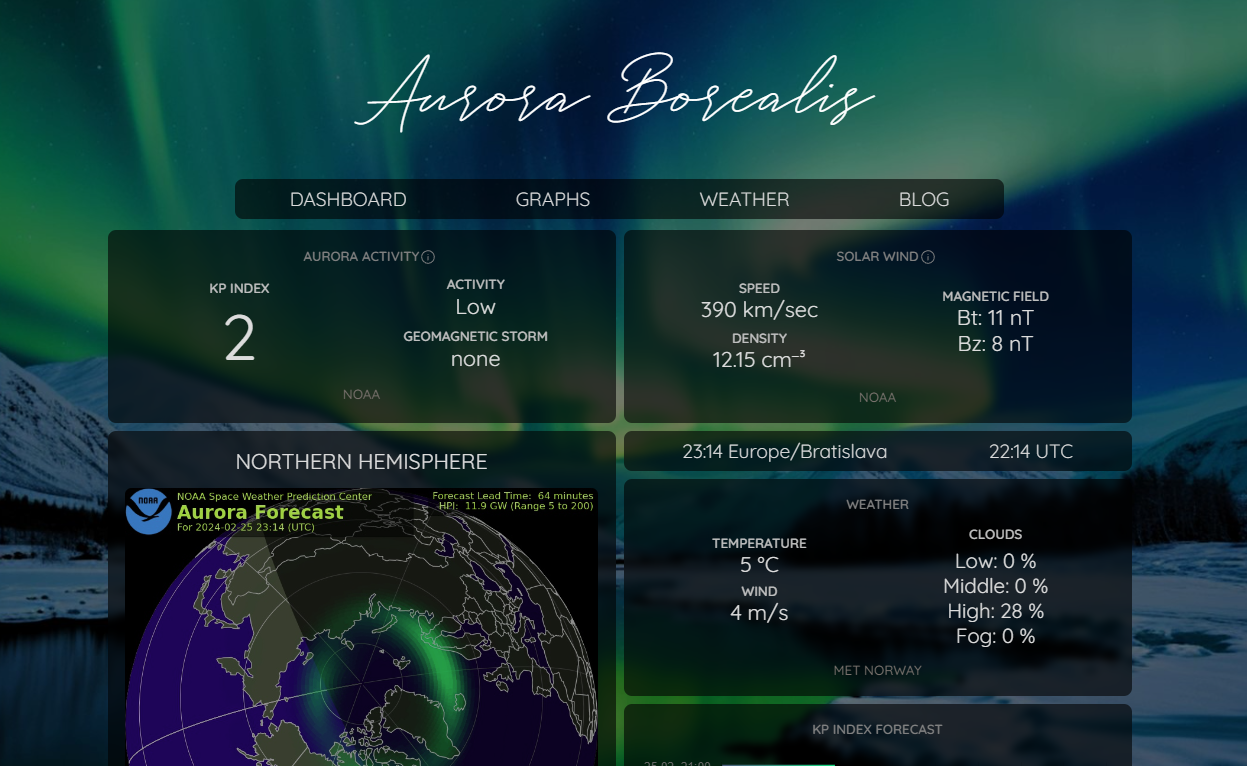 Aurora Borealis
DASHBOARD GRAPHS WEATHER BLOG
AURORA ACTIVITY
KP INDEX
2
ACTIVITY
Low
GEOMAGNETIC STORM
none
NOAA
SOLAR WIND
SPEED
390 km/sec
DENSITY
12.15 cm⁻³
MAGNETIC FIELD
Bt: 11 nT
Bz: 8 nT
NOAA
NORTHERN HEMISPHERE
NOAA
NOAA Space Weather Prediction Center
Aurora Forecast
For 2024-02-25 23:14 (UTC)
Forecast Lead Time: 64 minutes
HPI: 11.9 GW (Range 5 to 200)
23:14 Europe/Bratislava 22:14 UTC
WEATHER
TEMPERATURE
5 °C
WIND
4 m/s
CLOUDS
Low: 0 %
Middle: 0 %
High: 28 %
Fog: 0 %
MET NORWAY
KP INDEX FORECAST